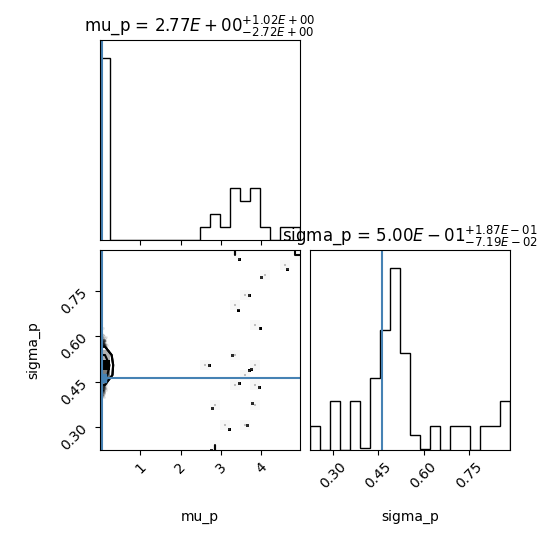 mu_p = 2.77E + 00+1.02E+00−2.72E+00
sigma_p = 5.00E − 01+1.87E−01−7.19E−02
0.75
0.60
0.45
0.30
sigma_p
1 2 3 4
mu_p
0.30 0.45 0.60 0.75
sigma_p